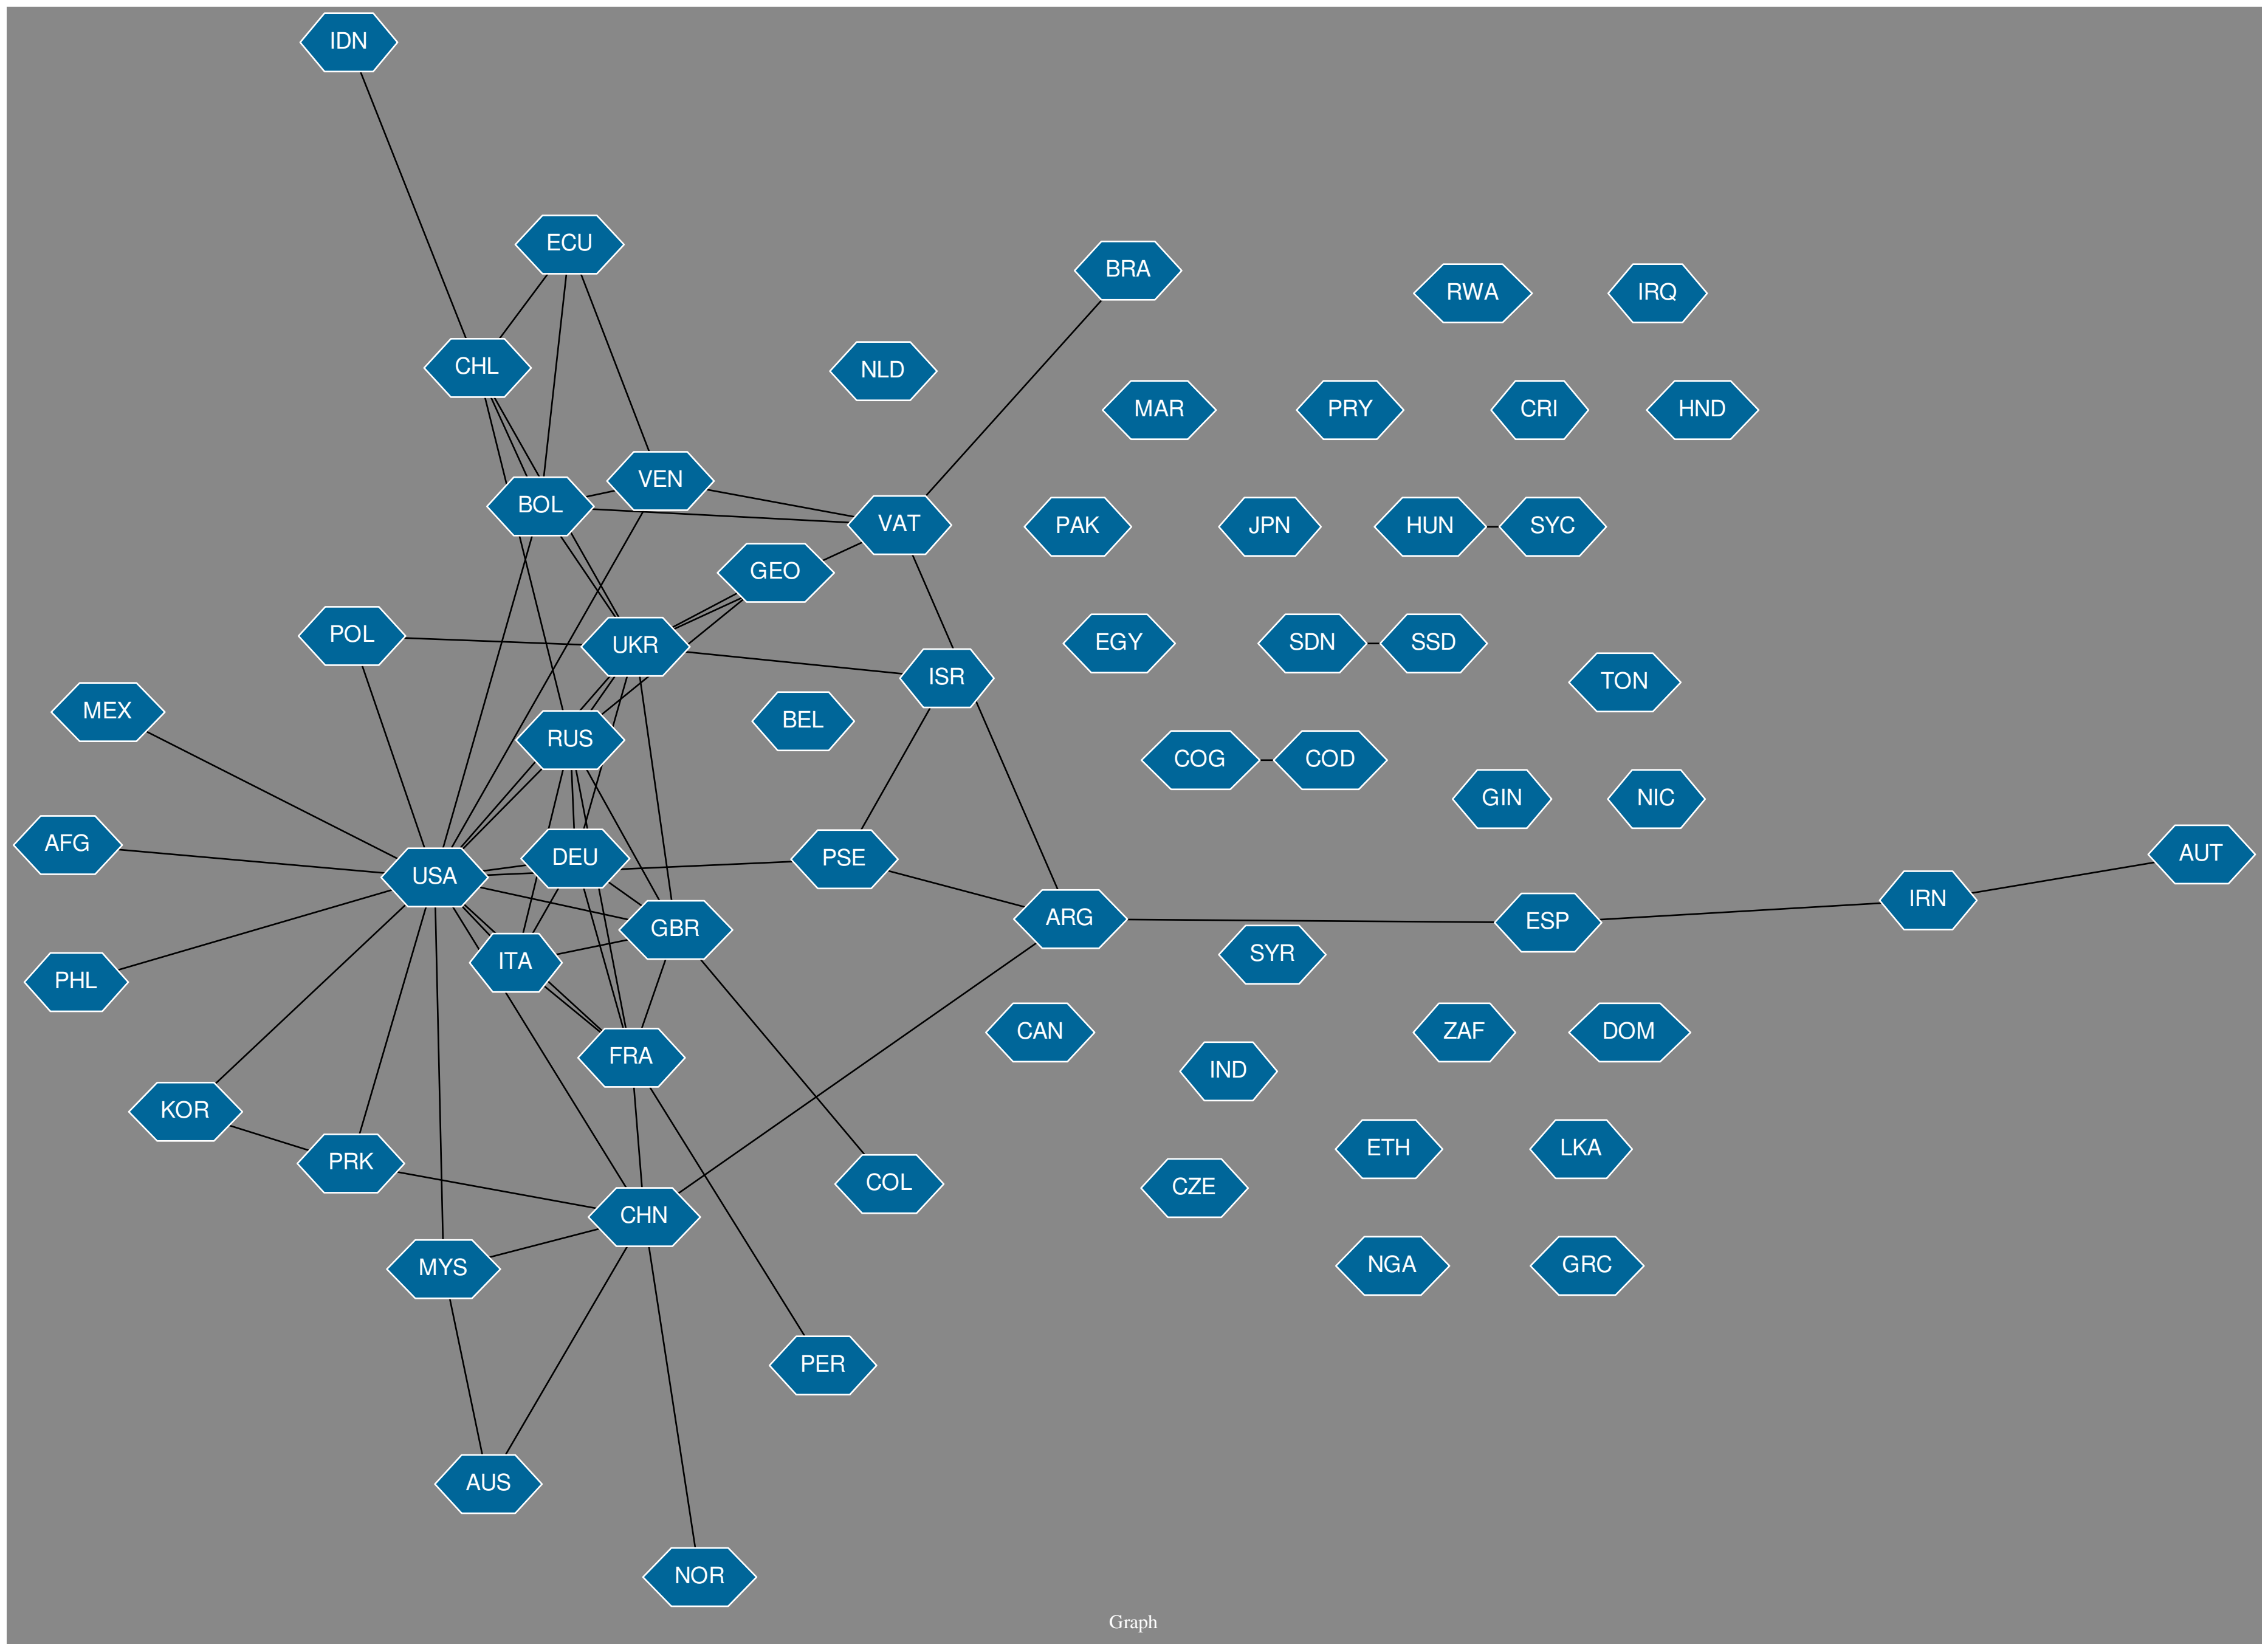 IDN
ECU
BRA
RWA
IRQ
CHL
NLD
MAR
PRY
CRI
HND
VEN
BOL
VAT
PAK
JPN
HUN
SYC
GEO
POL
UKR
EGY
SDN
SSD
ISR
TON
MEX
BEL
RUS
COG
COD
GIN
NIC
AFG
DEU
PSE
AUT
USA
IRN
ARG
ESP
GBR
SYR
ITA
PHL
CAN
ZAF
DOM
FRA
IND
KOR
ETH
LKA
PRK
COL
CZE
CHN
MYS
NGA
GRC
PER
AUS
NOR
Graph